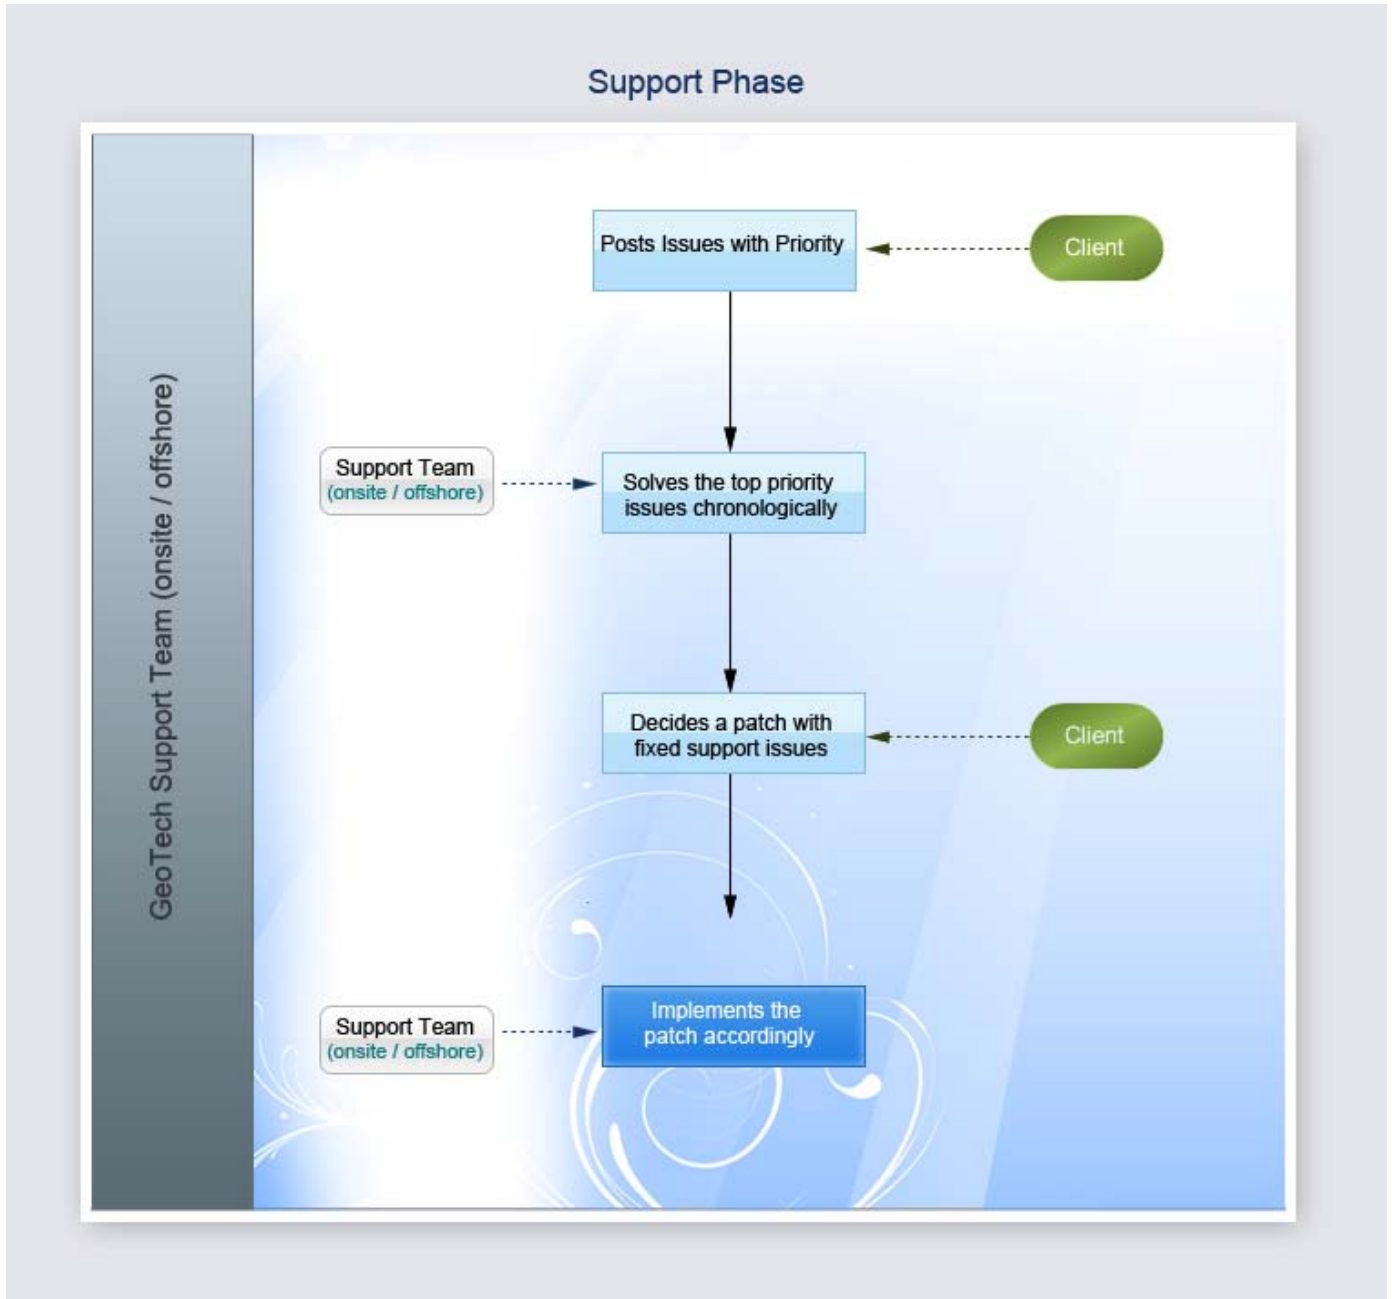 Support Phase
GeoTech Support Team (onsite / offshore)
Posts Issues with Priority
Client
Support Team
(onsite / offshore)
Solves the top priority
issues chronologically
Decides a patch with
fixed support issues
Client
Support Team
(onsite / offshore)
Implements the
patch accordingly